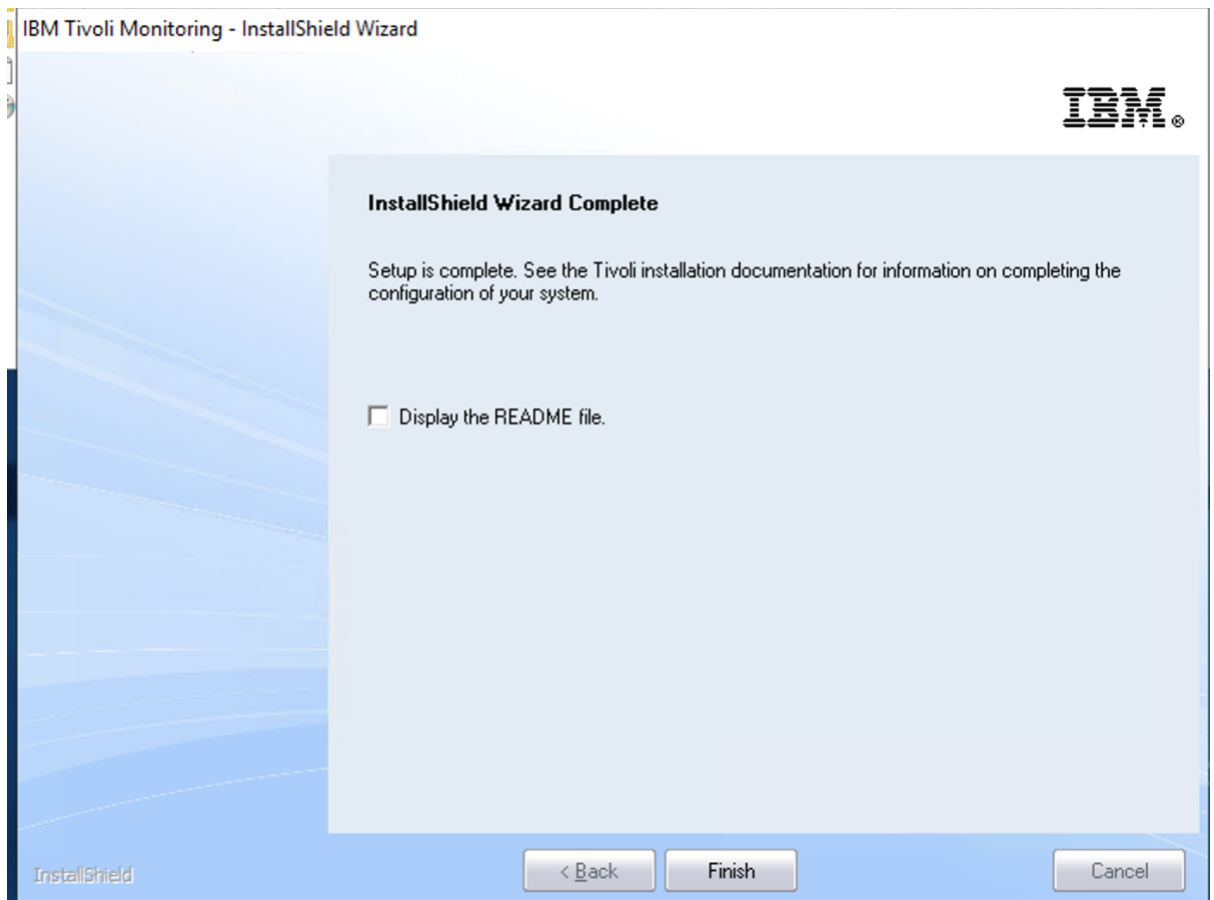 IBM Tivoli Monitoring - InstallShield Wizard
IBM®
InstallShield Wizard Complete
Setup is complete. See the Tivoli installation documentation for information on completing the
configuration of your system.
Display the README file.
InstallShield
< Back
Finish
Cancel